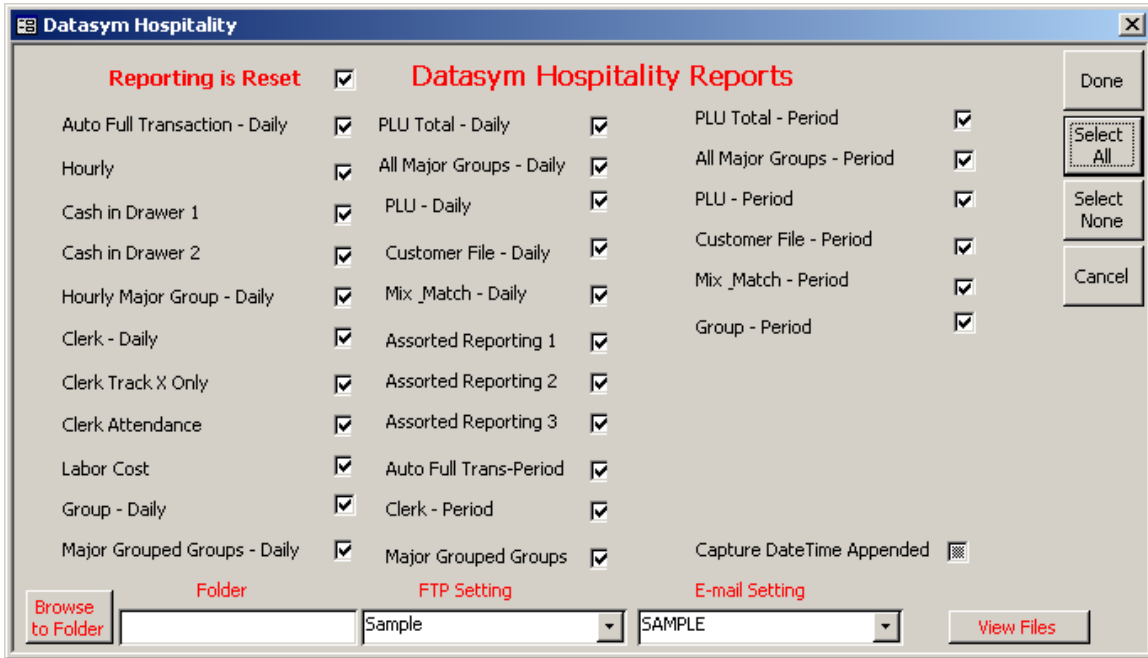 Datasym Hospitality
Reporting is Reset
Datasym Hospitality Reports
Auto Full Transaction - Daily
Hourly
Cash in Drawer 1
Cash in Drawer 2
Hourly Major Group - Daily
Clerk - Daily
Clerk Track X Only
Clerk Attendance
Labor Cost
Group - Daily
Major Grouped Groups - Daily
PLU Total - Daily
All Major Groups - Daily
PLU - Daily
Customer File - Daily
Mix _Match - Daily
Assorted Reporting 1
Assorted Reporting 2
Assorted Reporting 3
Auto Full Trans-Period
Clerk - Period
Major Grouped Groups
PLU Total - Period
All Major Groups - Period
PLU - Period
Customer File - Period
Mix _Match - Period
Group - Period
Capture DateTime Appended
Done
Select
All
Select
None
Cancel
Browse
to Folder
Folder
FTP Setting
Sample
E-mail Setting
SAMPLE
View Files